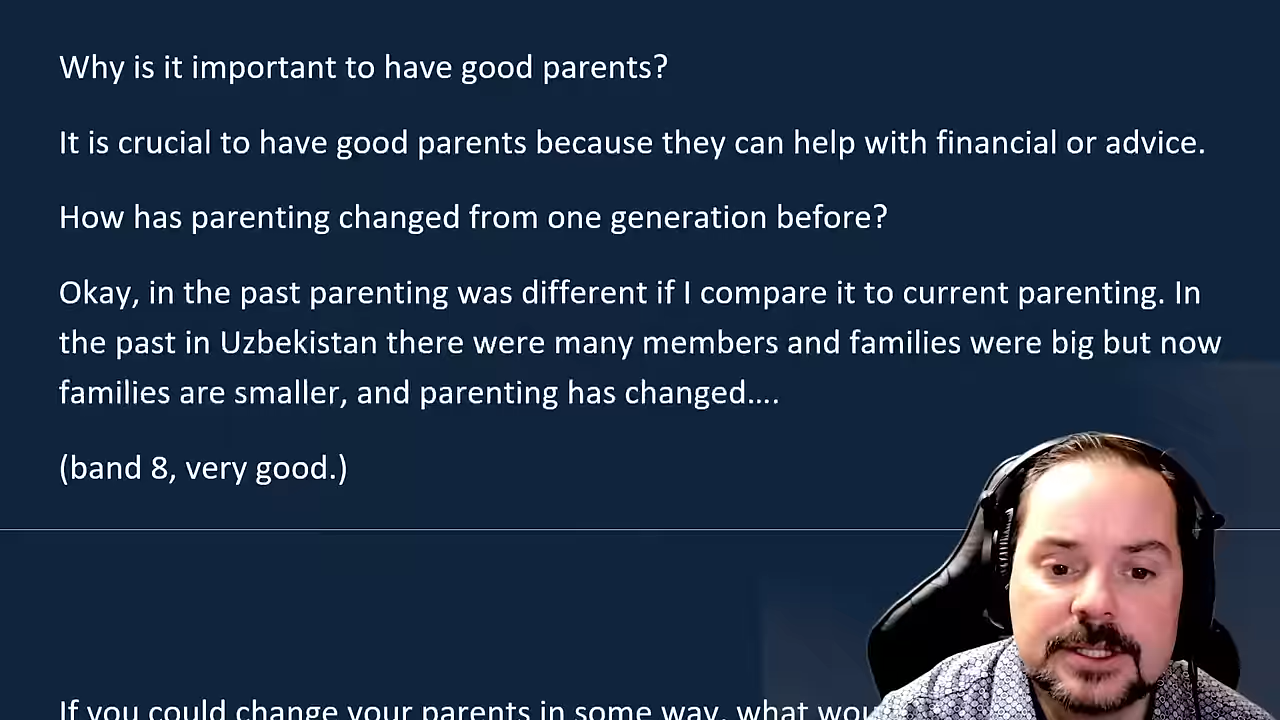 Why is it important to have good parents?
It is crucial to have good parents because they can help with financial or advice.
How has parenting changed from one generation before?
Okay, in the past parenting was different if I compare it to current parenting. In
the past in Uzbekistan there were many members and families were big but now
families are smaller, and parenting has changed....
(band 8, very good.)
If you could change your parents in some way, what